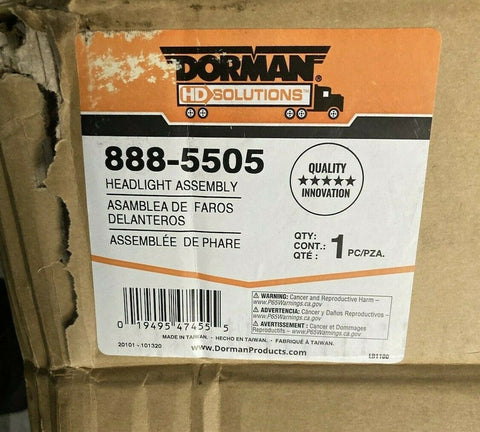 DORMAN®
HD SOLUTIONS™
888-5505
HEADLIGHT ASSEMBLY
ASAMBLEA DE FAROS
DELANTEROS
ASSEMBLÉE DE PHARE
QUALITY
★★★★★
INNOVATION
QTY:
CONT.: 1 PC/PZA.
QTÉ :
⚠ WARNING: Cancer and Reproductive Harm –
www.P65Warnings.ca.gov
⚠ ADVERTENCIA: Cáncer y Daños Reproductivos –
www.P65Warnings.ca.gov
⚠ AVERTISSEMENT : Cancer et Dommages
Reproductifs – www.P65Warnings.ca.gov
0 19495 47455 5
MADE IN TAIWAN. - HECHO EN TAIWAN. - FABRIQUÉ À TAIWAN.
20101 - 101320
www.DormanProducts.com
LB1100